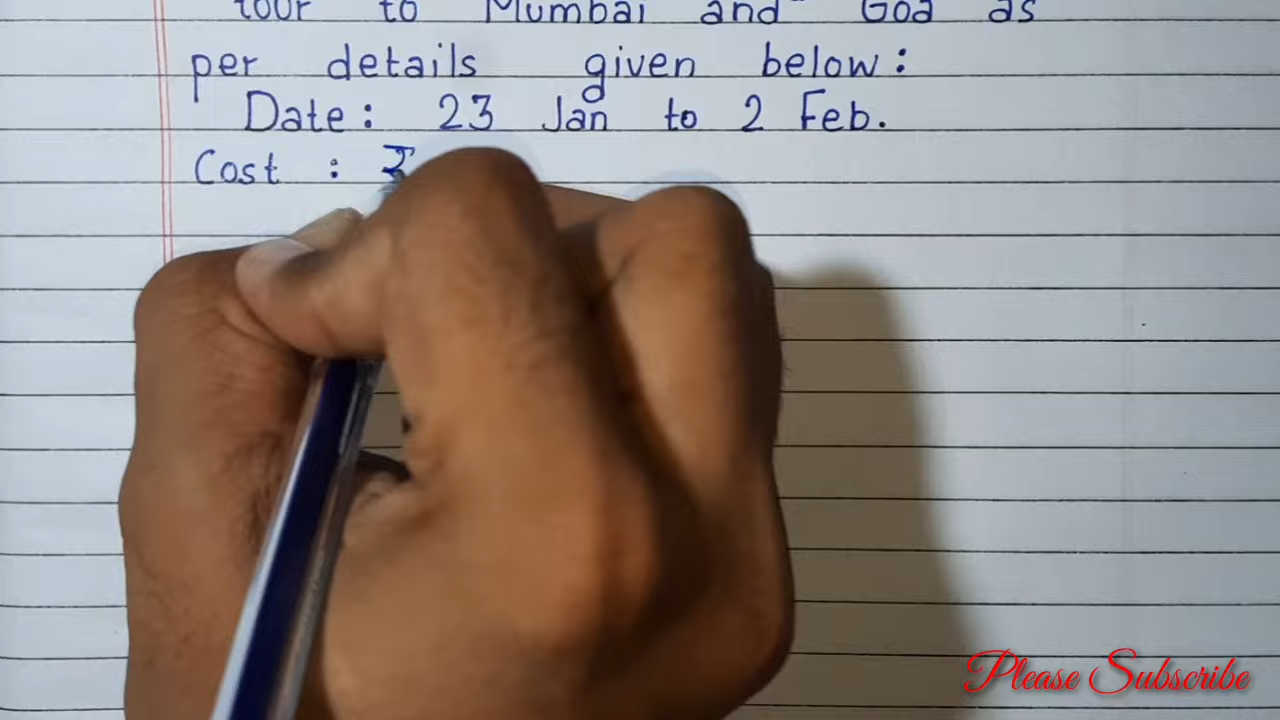 tour to Mumbai and Goa as
per details given below:
Date: 23 Jan to 2 Feb.
Cost : ₹
Please Subscribe